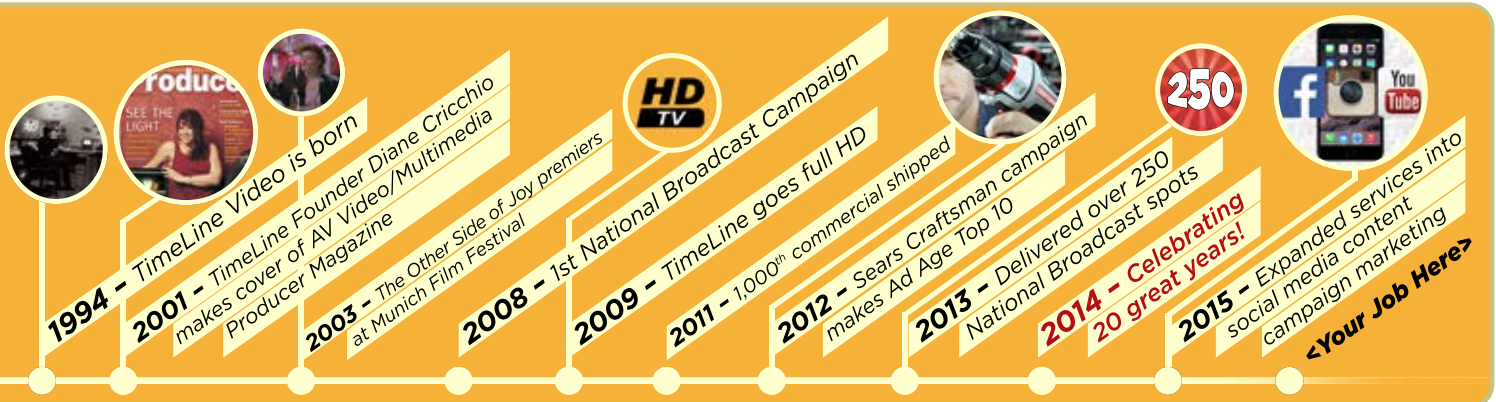 roduce
SEE THE
LIGHT
HD
TV
250
f
You
Tube
1994 – TimeLine Video is born
2001 – TimeLine Founder Diane Cricchio
makes cover of AV Video/Multimedia
Producer Magazine
2003 – The Other Side of Joy premiers
at Munich Film Festival
2008 – 1st National Broadcast Campaign
2009 – TimeLine goes full HD
2011 – 1,000th commercial shipped
2012 – Sears Craftsman campaign
makes Ad Age Top 10
2013 – Delivered over 250
National Broadcast spots
2014 – Celebrating
20 great years!
2015 – Expanded services into
social media content
campaign marketing
<Your Job Here>